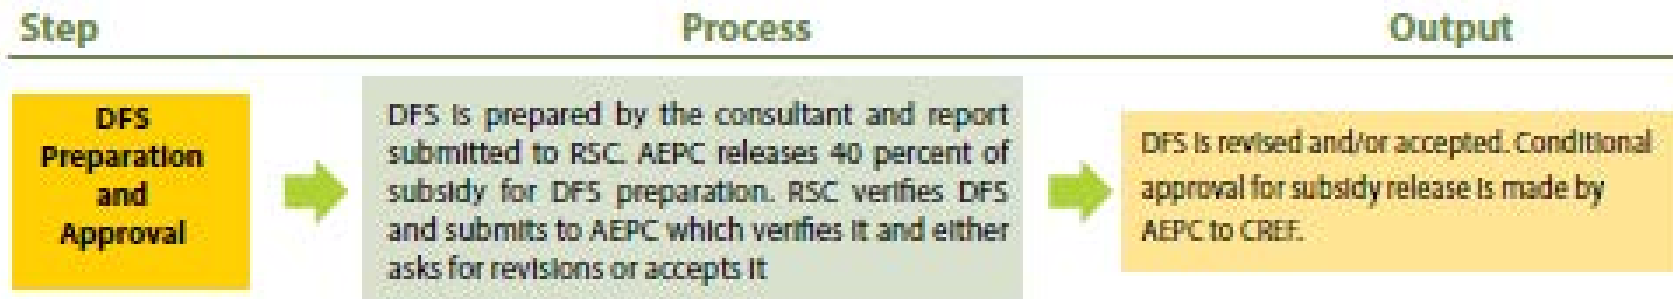 Step
Process
Output
DFS
Preparation
and
Approval
DFS is prepared by the consultant and report
submitted to RSC. AEPC releases 40 percent of
subsidy for DFS preparation. RSC verifies DFS
and submits to AEPC which verifies it and either
asks for revisions or accepts it
DFS is revised and/or accepted. Conditional
approval for subsidy release is made by
AEPC to CREF.